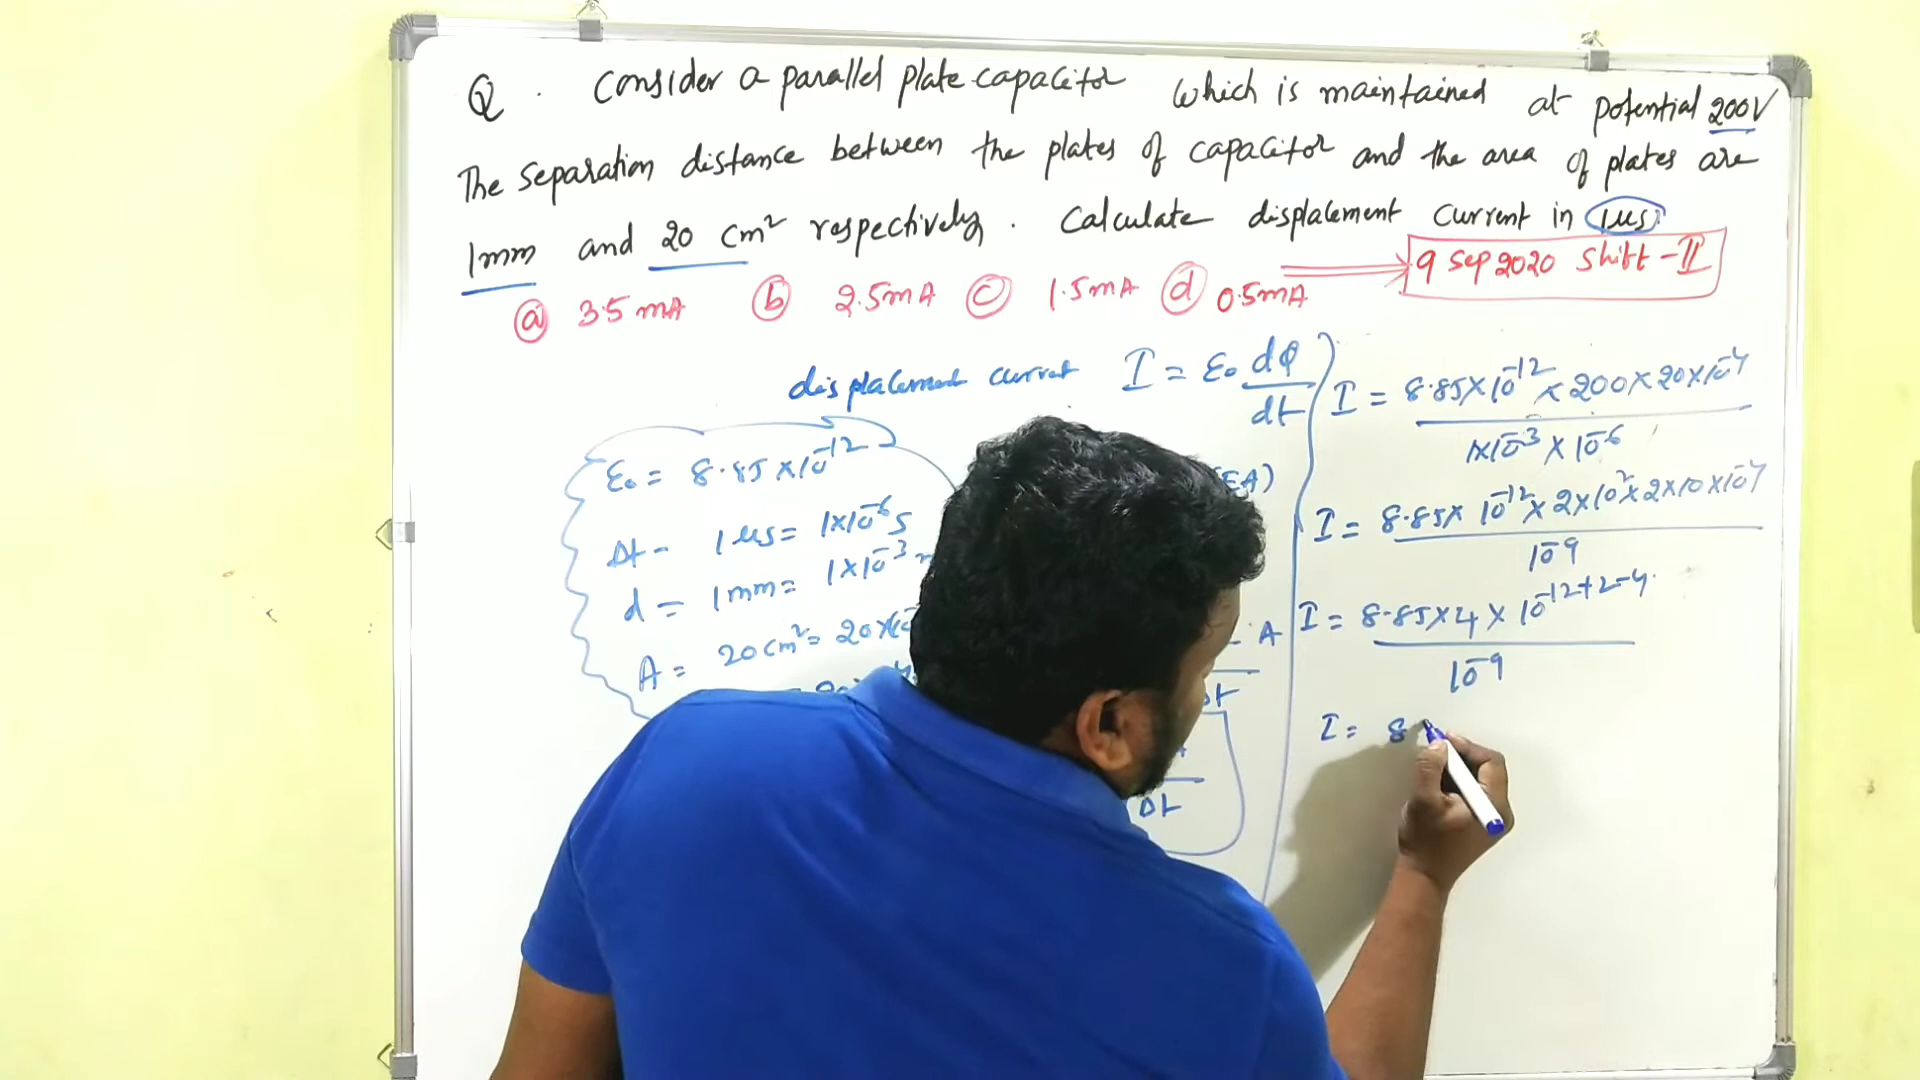 Q. Consider a parallel plate capacitor which is maintained at potential 200V
The separation distance between the plates of capacitor and the area of plates are
1mm and 20 cm² respectively. Calculate displacement current in 1μs.
9 Sep 2020 Shift-II
(a) 3.5 mA (b) 2.5mA (c) 1.5mA (d) 0.5mA
displacement current I = ε₀ dφ/dt
ε₀ = 8.85 × 10⁻¹²
Δt - 1μs = 1×10⁻⁶ s
d = 1mm = 1×10⁻³
A = 20cm² = 20×
EA)
A
Δt
I = 8.85×10⁻¹² × 200 × 20×10⁻⁴ / 1×10⁻³ × 10⁻⁶
I = 8.85× 10⁻¹² × 2×10² × 2×10×10⁻⁴ / 10⁻⁹
I = 8.85×4 × 10⁻¹²⁺²⁻⁴ / 10⁻⁹
I = 8